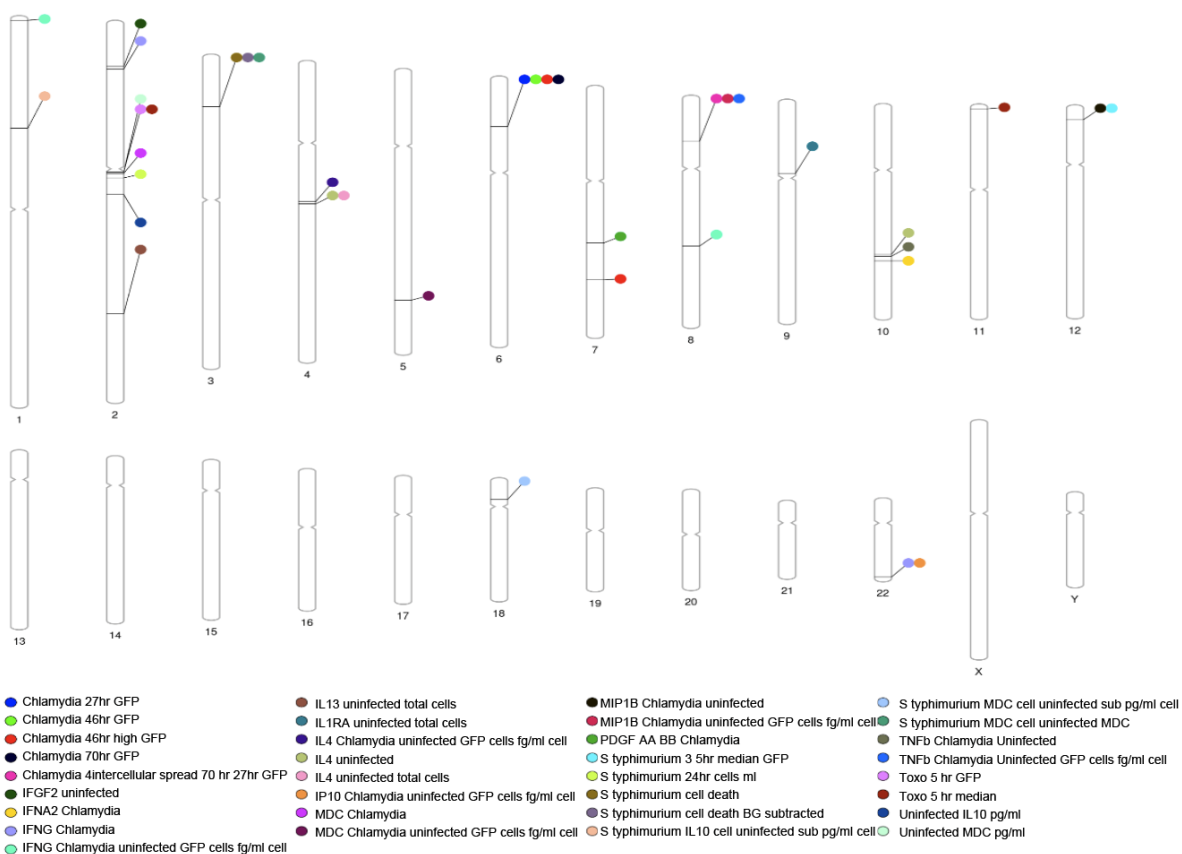 1
2
3
4
5
6
7
8
9
10
11
12
13
14
15
16
17
18
19
20
21
22
X
Y
Chlamydia 27hr GFP
Chlamydia 46hr GFP
Chlamydia 46hr high GFP
Chlamydia 70hr GFP
Chlamydia 4intercellular spread 70 hr 27hr GFP
IFGF2 uninfected
IFNA2 Chlamydia
IFNG Chlamydia
IFNG Chlamydia uninfected GFP cells fg/ml cell
IL13 uninfected total cells
IL1RA uninfected total cells
IL4 Chlamydia uninfected GFP cells fg/ml cell
IL4 uninfected
IL4 uninfected total cells
IP10 Chlamydia uninfected GFP cells fg/ml cell
MDC Chlamydia
MDC Chlamydia uninfected GFP cells fg/ml cell
MIP1B Chlamydia uninfected
MIP1B Chlamydia uninfected GFP cells fg/ml cell
PDGF AA BB Chlamydia
S typhimurium 3 5hr median GFP
S typhimurium 24hr cells ml
S typhimurium cell death
S typhimurium cell death BG subtracted
S typhimurium IL10 cell uninfected sub pg/ml cell
S typhimurium MDC cell uninfected sub pg/ml cell
S typhimurium MDC cell uninfected MDC
TNFb Chlamydia Uninfected
TNFb Chlamydia Uninfected GFP cells fg/ml cell
Toxo 5 hr GFP
Toxo 5 hr median
Uninfected IL10 pg/ml
Uninfected MDC pg/ml